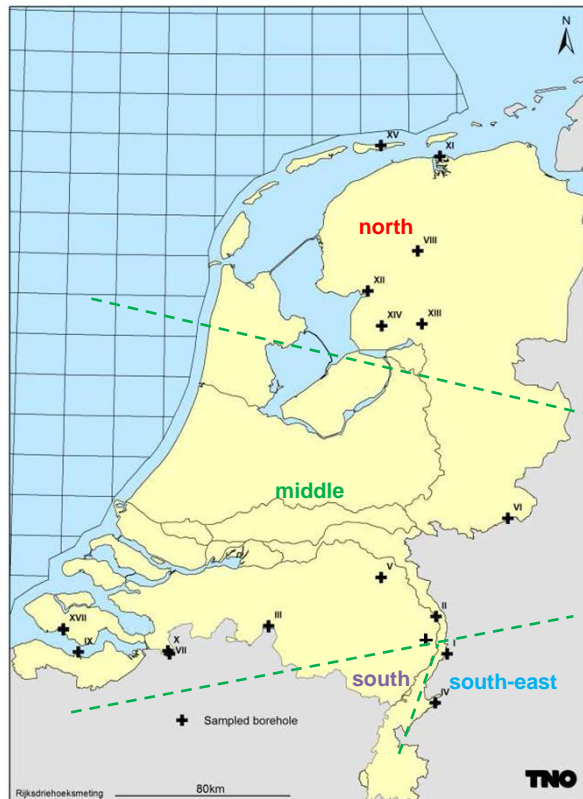 N
XV
XI
north
VIII
XII
XIV
XIII
middle
VI
V
II
III
XVII
IX
X
VII
I
south
south-east
IV
Sampled borehole
Rijksdriehoeksmeting
80km
TNO